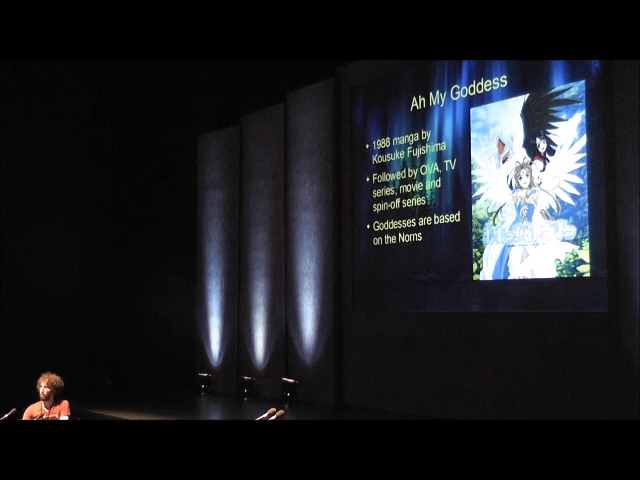 Ah My Goddess
• 1988 manga by
Kousuke Fujishima
• Followed by OVA, TV
series, movie and
spin-off series
• Goddesses are based
on the Norns